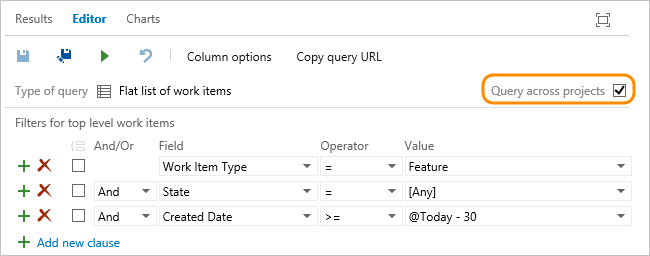 Results Editor Charts
Column options Copy query URL
Type of query Flat list of work items Query across projects
Filters for top level work items
And/Or Field Operator Value
Work Item Type = Feature
And State = [Any]
And Created Date >= @Today - 30
Add new clause